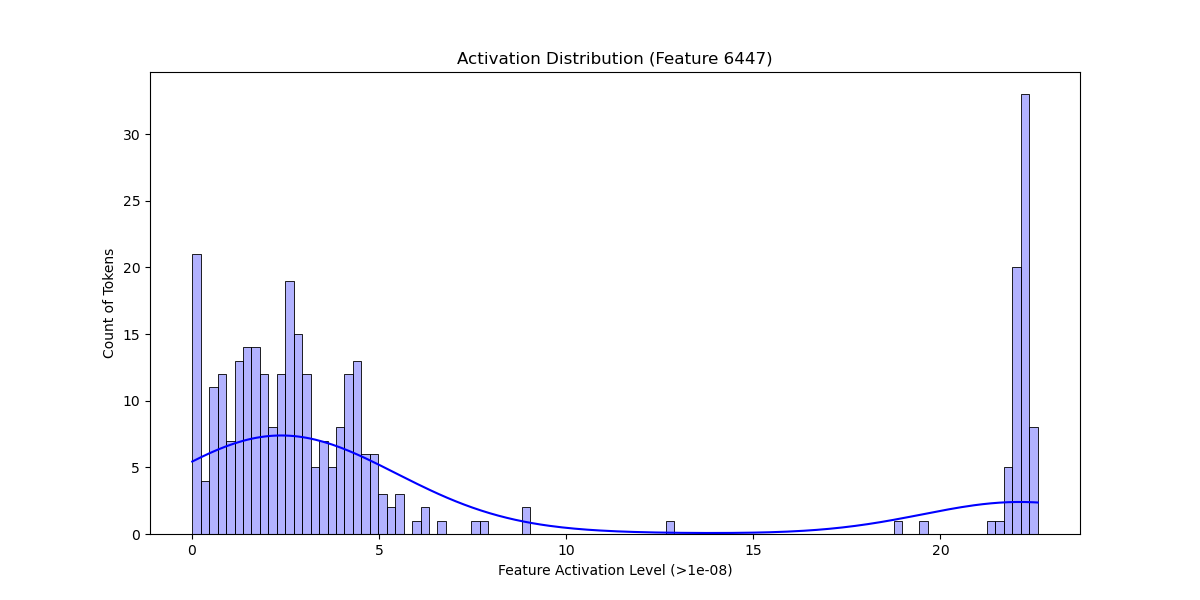 Activation Distribution (Feature 6447)
30
25
20
15
10
5
0
Count of Tokens
0 5 10 15 20
Feature Activation Level (>1e-08)